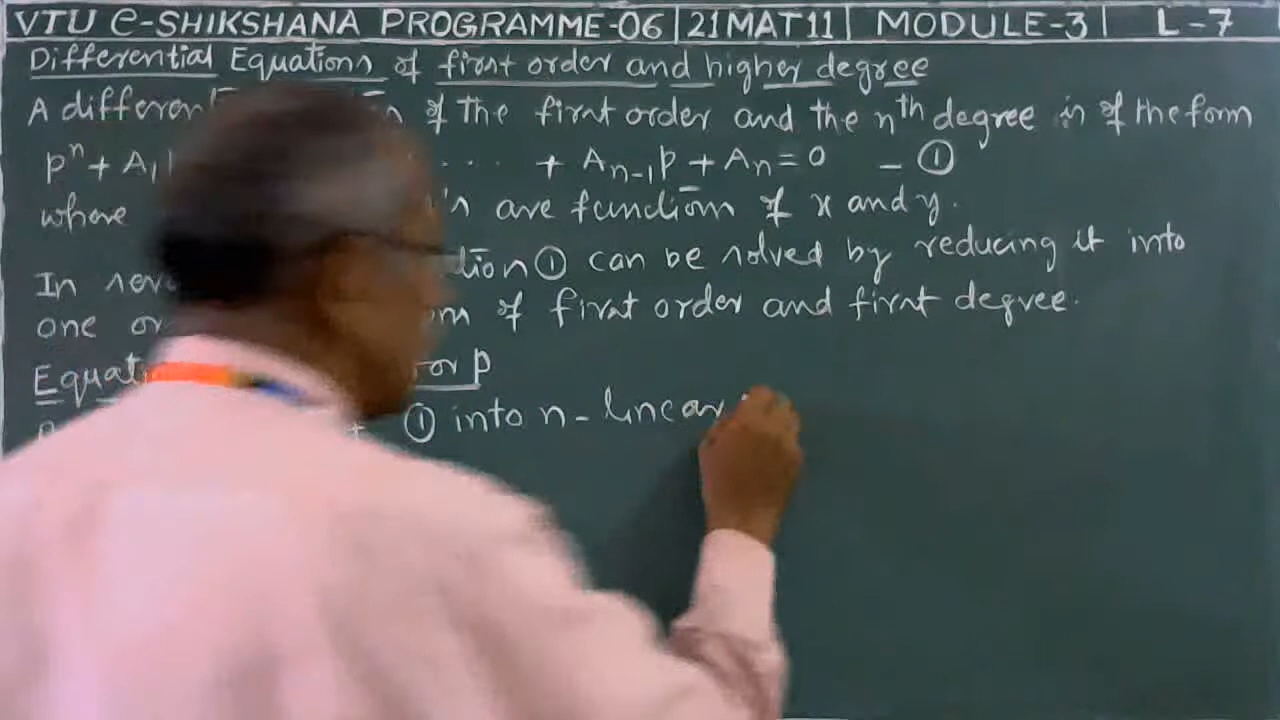 VTU e-SHIKSHANA PROGRAMME-06 | 21MAT11 | MODULE-3 | L-7
Differential Equations of first order and higher degree
A differen of the first order and the nth degree is of the form
pⁿ + A₁ . . . + Aₙ₋₁p + Aₙ = 0 - ①
where 's are functions of x and y.
In tion ① can be solved by reducing it into
one or of first order and first degree.
Equat or p
① into n - linear